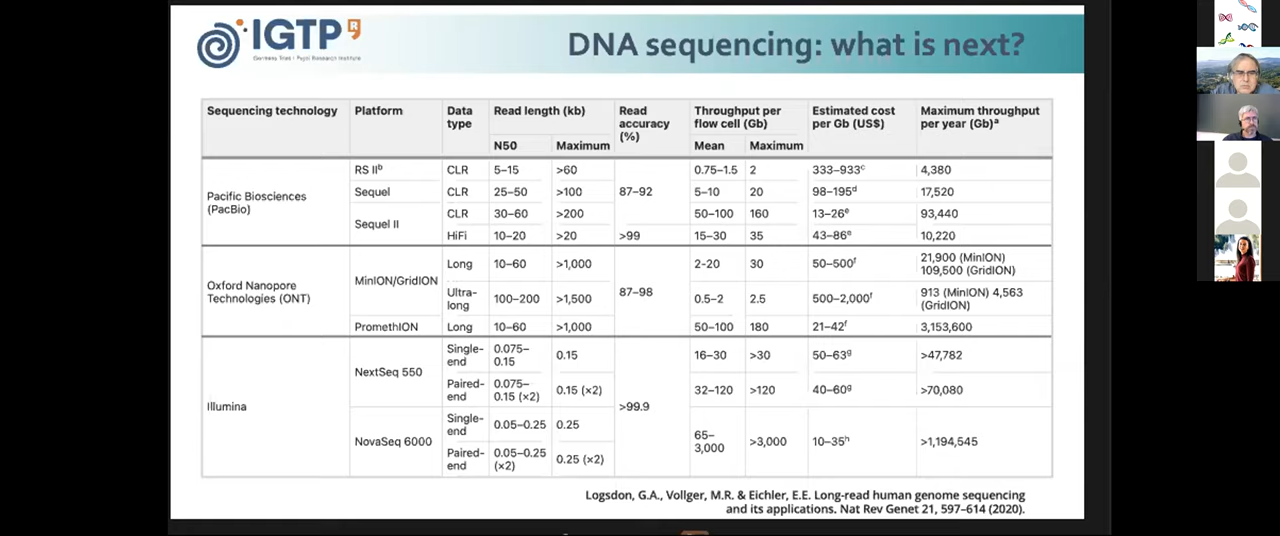 IGTP
R
Germans Trias i Pujol Research Institute
DNA sequencing: what is next?
Sequencing technology Platform Data type Read length (kb) Read accuracy (%) Throughput per flow cell (Gb) Estimated cost per Gb (US$) Maximum throughput per year (Gb)a
N50 Maximum Mean Maximum
Pacific Biosciences (PacBio)
RS IIb CLR 5–15 >60 87–92 0.75–1.5 2 333–933c 4,380
Sequel CLR 25–50 >100 5–10 20 98–195d 17,520
Sequel II CLR 30–60 >200 50–100 160 13–26e 93,440
HiFi 10–20 >20 >99 15–30 35 43–86e 10,220
Oxford Nanopore Technologies (ONT)
MinION/GridION Long 10–60 >1,000 87–98 2-20 30 50–500f 21,900 (MinION) 109,500 (GridION)
Ultra-long 100–200 >1,500 0.5–2 2.5 500–2,000f 913 (MinION) 4,563 (GridION)
PromethION Long 10–60 >1,000 50–100 180 21–42f 3,153,600
Illumina
NextSeq 550 Single-end 0.075–0.15 0.15 >99.9 16–30 >30 50–63g >47,782
Paired-end 0.075–0.15 (×2) 0.15 (×2) 32–120 >120 40–60g >70,080
NovaSeq 6000 Single-end 0.05–0.25 0.25 65–3,000 >3,000 10–35h >1,194,545
Paired-end 0.05–0.25 (×2) 0.25 (×2)
Logsdon, G.A., Vollger, M.R. & Eichler, E.E. Long-read human genome sequencing
and its applications. Nat Rev Genet 21, 597–614 (2020).